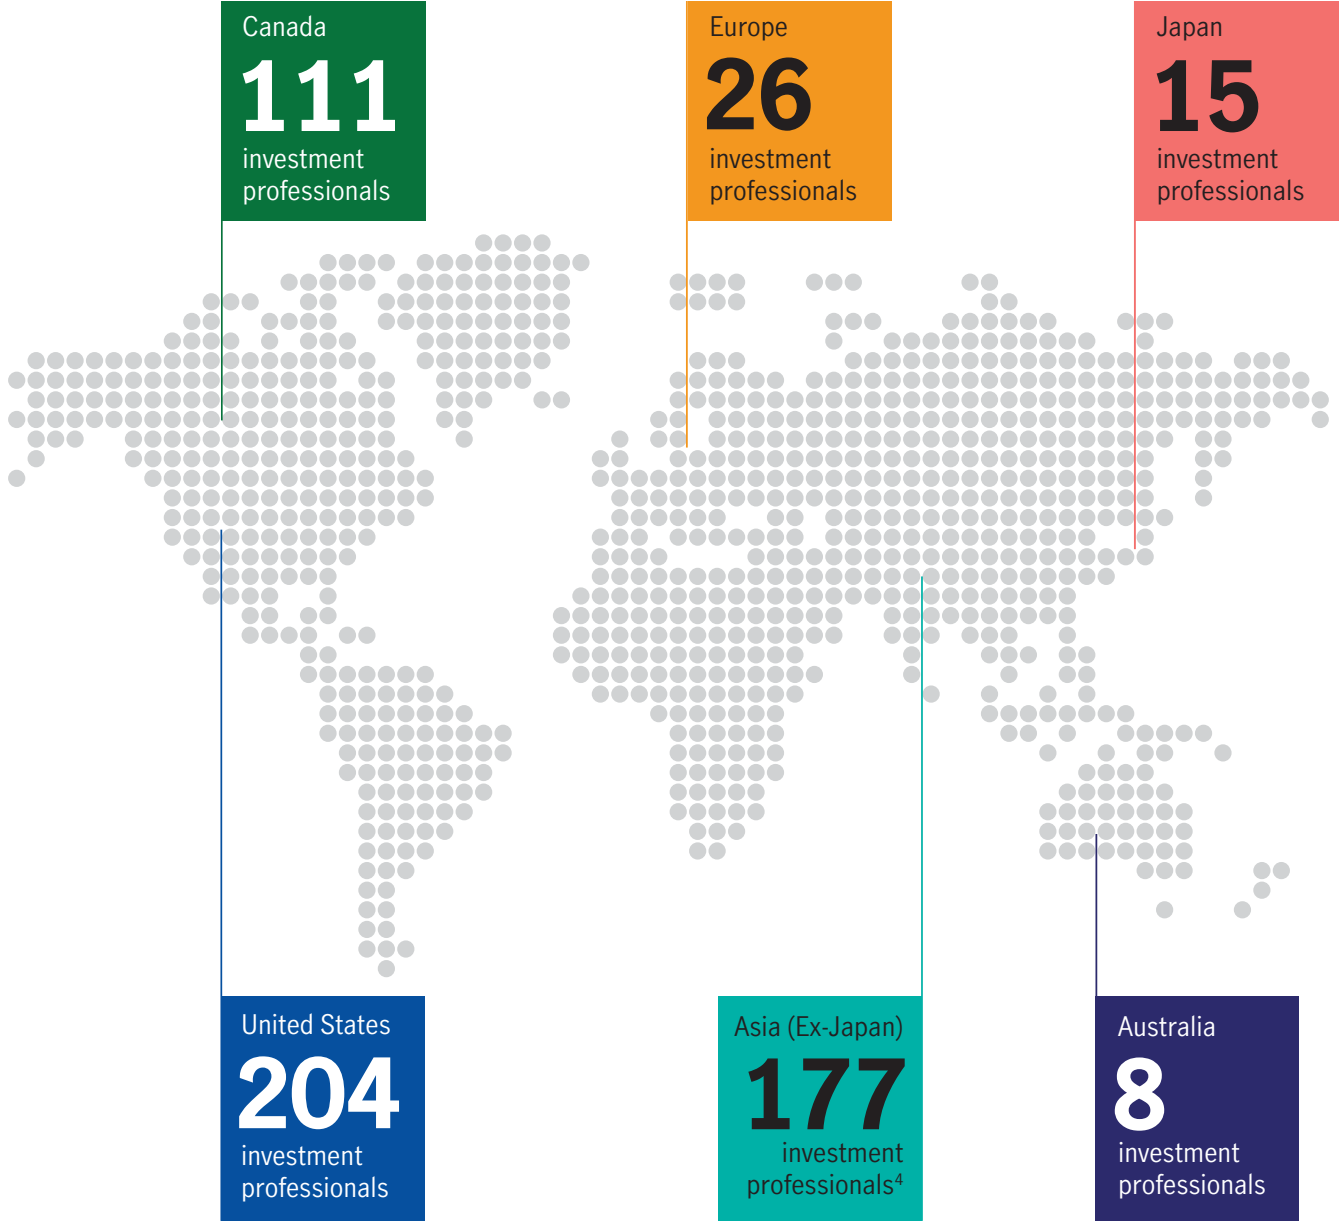 Canada
111
investment
professionals
Europe
26
investment
professionals
Japan
15
investment
professionals
United States
204
investment
professionals
Asia (Ex-Japan)
177
investment
professionals⁴
Australia
8
investment
professionals